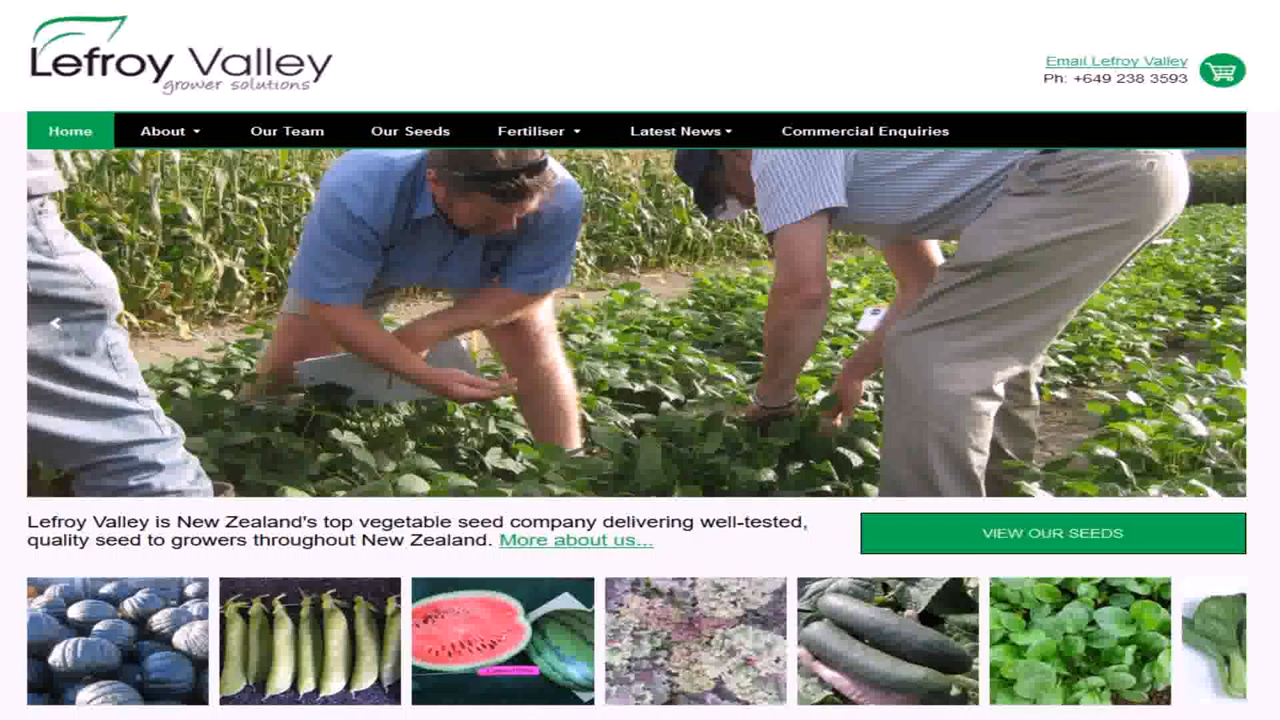 Lefroy Valley
grower solutions
Email Lefroy Valley
Ph: +649 238 3593
Home About Our Team Our Seeds Fertiliser Latest News Commercial Enquiries
Lefroy Valley is New Zealand's top vegetable seed company delivering well-tested,
quality seed to growers throughout New Zealand. More about us...
VIEW OUR SEEDS